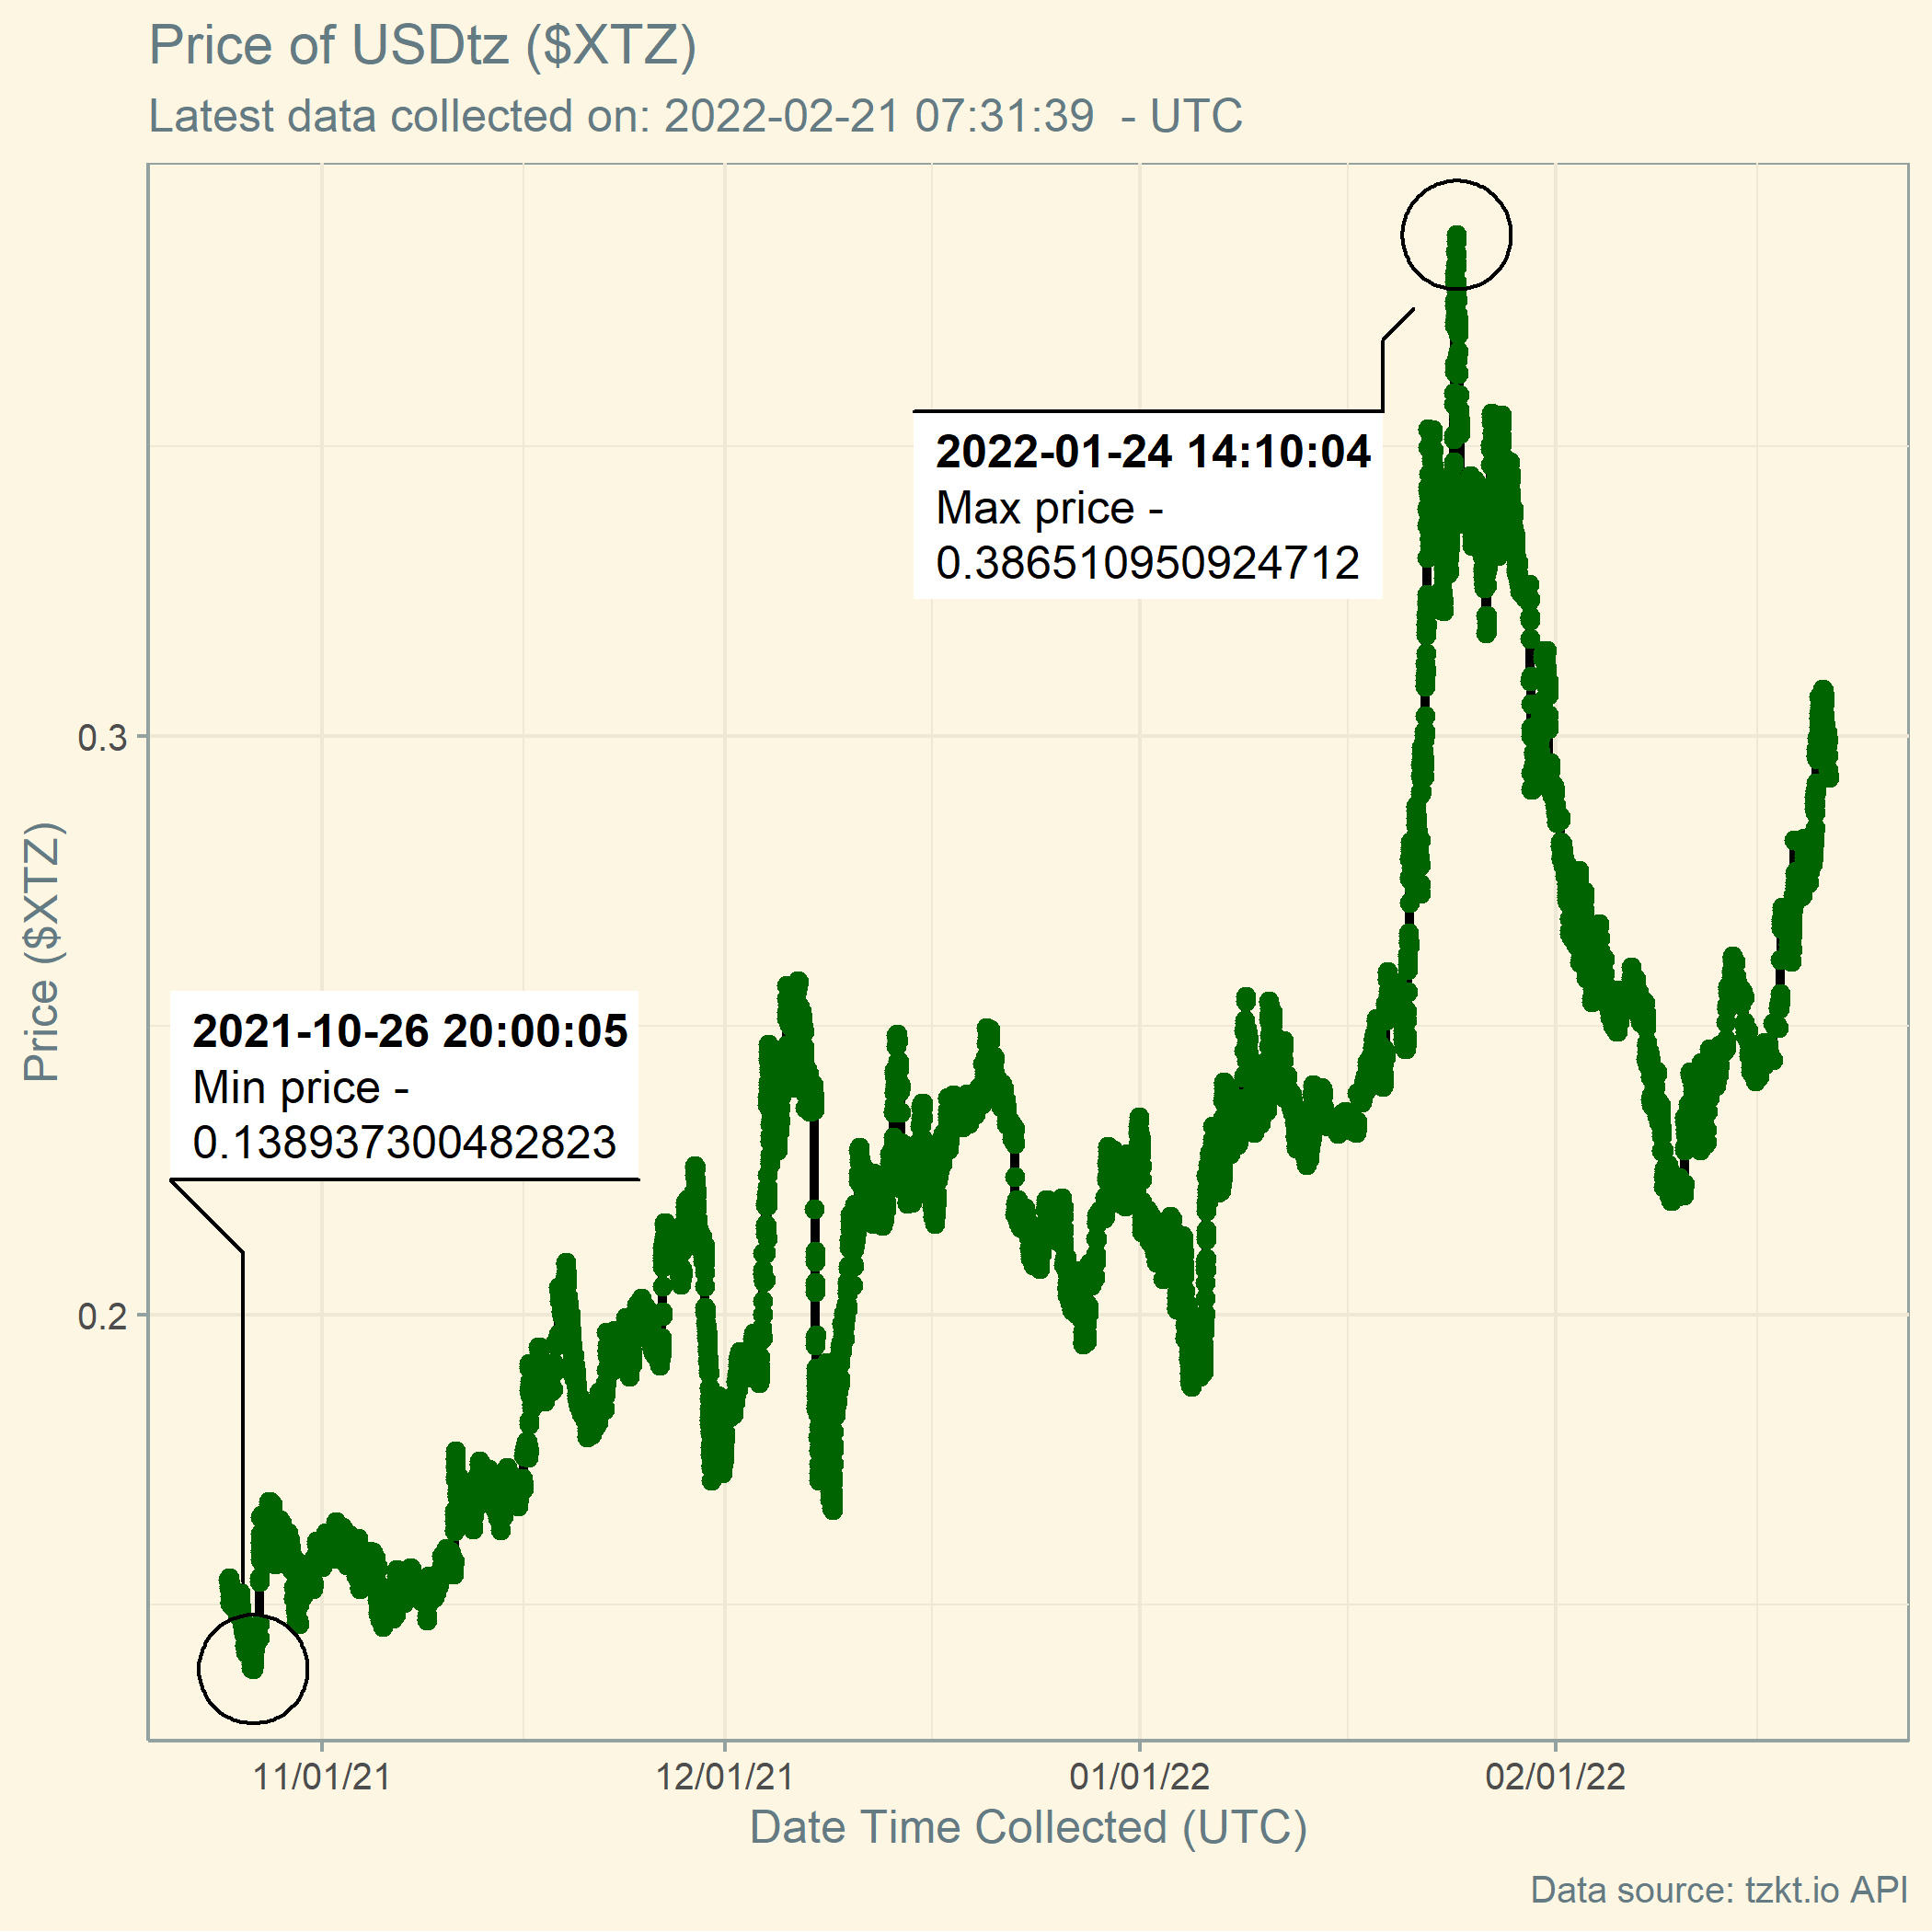 Price of USDtz ($XTZ)
Latest data collected on: 2022-02-21 07:31:39  - UTC
2022-01-24 14:10:04
Max price -
0.386510950924712
0.3
Price ($XTZ)
2021-10-26 20:00:05
Min price -
0.138937300482823
0.2
11/01/21
12/01/21
01/01/22
02/01/22
Date Time Collected (UTC)
Data source: tzkt.io API